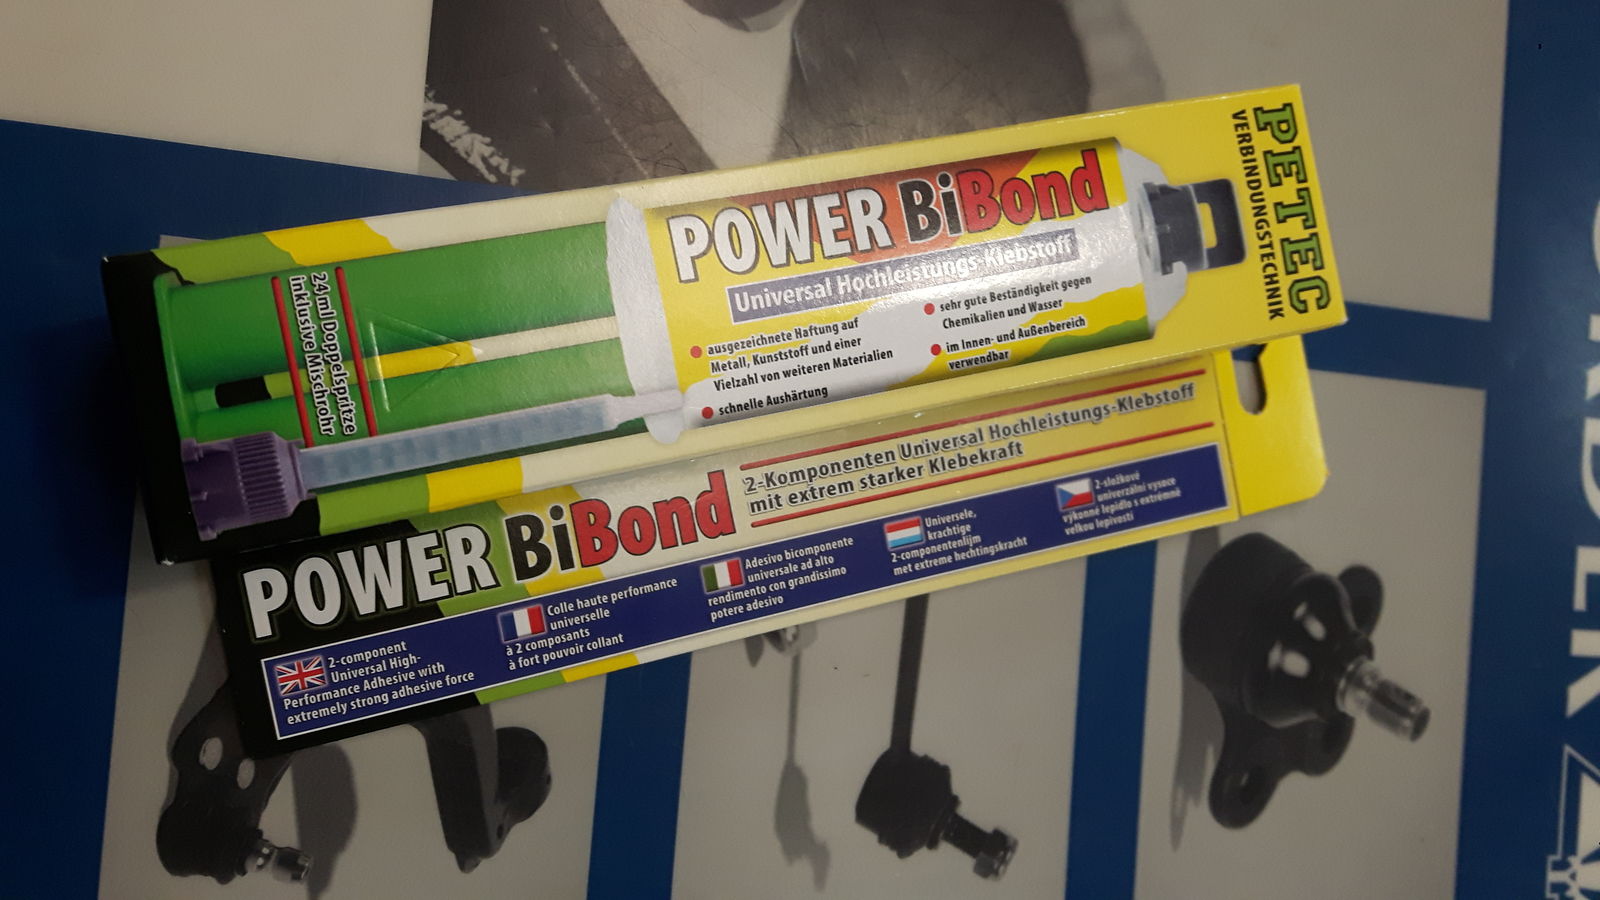 PETEC
VERBINDUNGSTECHNIK
POWER BiBond
Universal Hochleistungs-Klebstoff
ausgezeichnete Haftung auf
Metall, Kunststoff und einer
Vielzahl von weiteren Materialien
schnelle Aushärtung
sehr gute Beständigkeit gegen
Chemikalien und Wasser
im Innen- und Außenbereich
verwendbar
24 ml Doppelspritze
inklusive Mischrohr
POWER BiBond
2-Komponenten Universal Hochleistungs-Klebstoff
mit extrem starker Klebekraft
2-component
Universal High-
Performance Adhesive with
extremely strong adhesive force
Colle haute performance
universelle
à 2 composants
à fort pouvoir collant
Adesivo bicomponente
universale ad alto
rendimento con grandissimo
potere adesivo
Universele,
krachtige
2-componentenlijm
met extreme hechtingskracht
2-složkové
univerzální vysoce
výkonné lepidlo s extrémně
velkou lepivostí